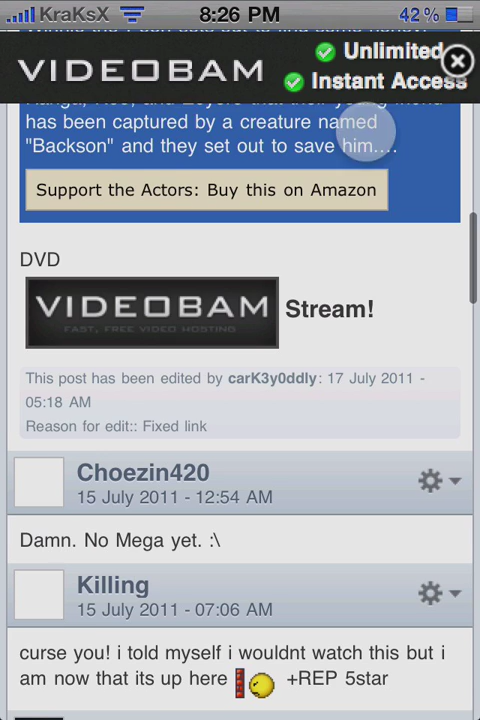 KraKsX
8:26 PM
42%
VIDEOBAM
Unlimited
Instant Access
has been captured by a creature named
"Backson" and they set out to save him....
Support the Actors: Buy this on Amazon
DVD
VIDEOBAM
FAST, FREE VIDEO HOSTING
Stream!
This post has been edited by carK3y0ddly: 17 July 2011 -
05:18 AM
Reason for edit:: Fixed link
Choezin420
15 July 2011 - 12:54 AM
Damn. No Mega yet. :\
Killing
15 July 2011 - 07:06 AM
curse you! i told myself i wouldnt watch this but i
am now that its up here +REP 5star